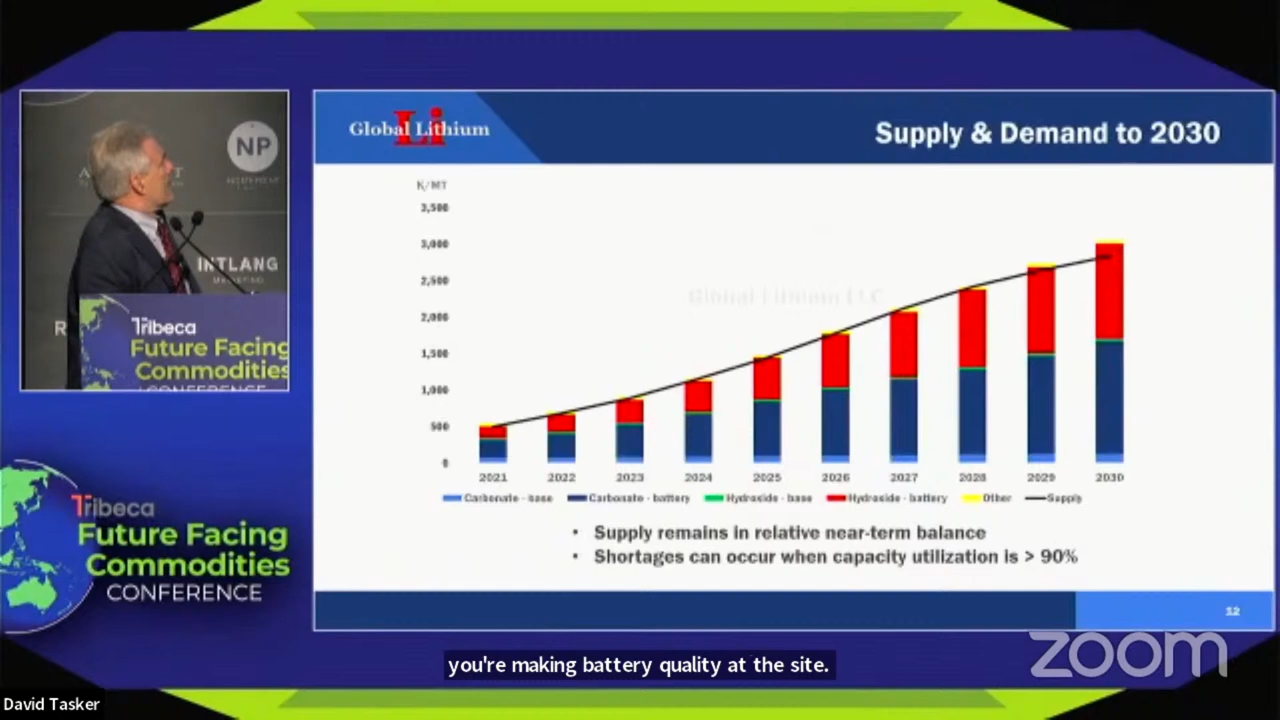 NP
INTLANG
Tribeca
Future Facing
Commodities
CONFERENCE
Global Lithium
Li
Supply & Demand to 2030
K/MT
3,500
3,000
2,500
2,000
1,500
1,000
500
0
Global Lithium LLC
2021 2022 2023 2024 2025 2026 2027 2028 2029 2030
Carbonate - base Carbonate - battery Hydroxide - base Hydroxide - battery Other Supply
• Supply remains in relative near-term balance
• Shortages can occur when capacity utilization is > 90%
12
Tribeca
Future Facing
Commodities
CONFERENCE
zoom
you're making battery quality at the site.
David Tasker